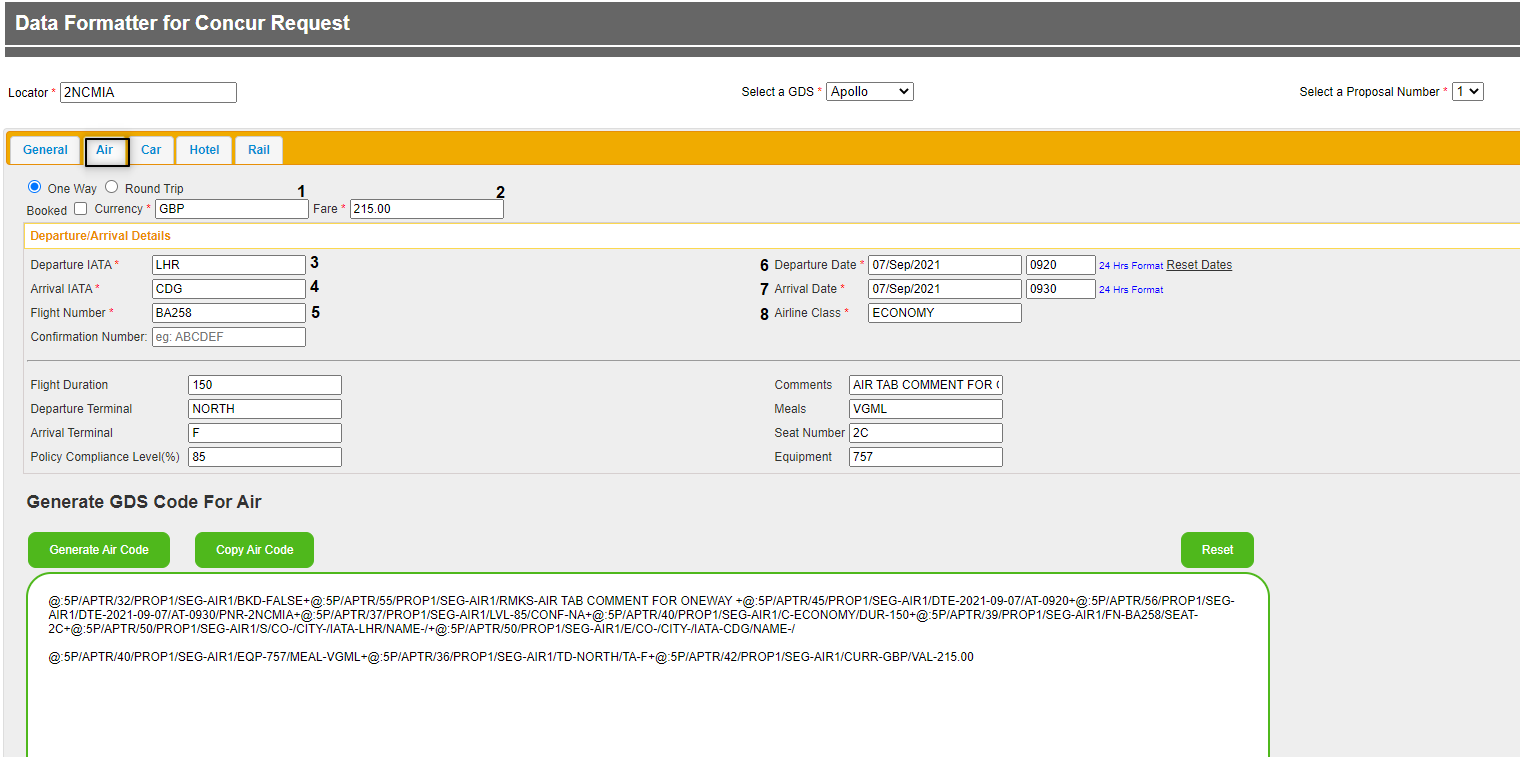 Data Formatter for Concur Request
Locator * 2NCMIA Select a GDS * Apollo Select a Proposal Number * 1
General Air Car Hotel Rail
One Way Round Trip 1 2
Booked Currency * GBP Fare * 215.00
Departure/Arrival Details
Departure IATA * LHR 3 6 Departure Date * 07/Sep/2021 0920 24 Hrs Format Reset Dates
Arrival IATA * CDG 4 7 Arrival Date * 07/Sep/2021 0930 24 Hrs Format
Flight Number * BA258 5 8 Airline Class * ECONOMY
Confirmation Number: eg: ABCDEF
Flight Duration 150 Comments AIR TAB COMMENT FOR
Departure Terminal NORTH Meals VGML
Arrival Terminal F Seat Number 2C
Policy Compliance Level(%) 85 Equipment 757
Generate GDS Code For Air
Generate Air Code Copy Air Code Reset
@:5P/APTR/32/PROP1/SEG-AIR1/BKD-FALSE+@:5P/APTR/55/PROP1/SEG-AIR1/RMKS-AIR TAB COMMENT FOR ONEWAY +@:5P/APTR/45/PROP1/SEG-AIR1/DTE-2021-09-07/AT-0920+@:5P/APTR/56/PROP1/SEG-
AIR1/DTE-2021-09-07/AT-0930/PNR-2NCMIA+@:5P/APTR/37/PROP1/SEG-AIR1/LVL-85/CONF-NA+@:5P/APTR/40/PROP1/SEG-AIR1/C-ECONOMY/DUR-150+@:5P/APTR/39/PROP1/SEG-AIR1/FN-BA258/SEAT-
2C+@:5P/APTR/50/PROP1/SEG-AIR1/S/CO-/CITY-/IATA-LHR/NAME-/+@:5P/APTR/50/PROP1/SEG-AIR1/E/CO-/CITY-/IATA-CDG/NAME-/
@:5P/APTR/40/PROP1/SEG-AIR1/EQP-757/MEAL-VGML+@:5P/APTR/36/PROP1/SEG-AIR1/TD-NORTH/TA-F+@:5P/APTR/42/PROP1/SEG-AIR1/CURR-GBP/VAL-215.00